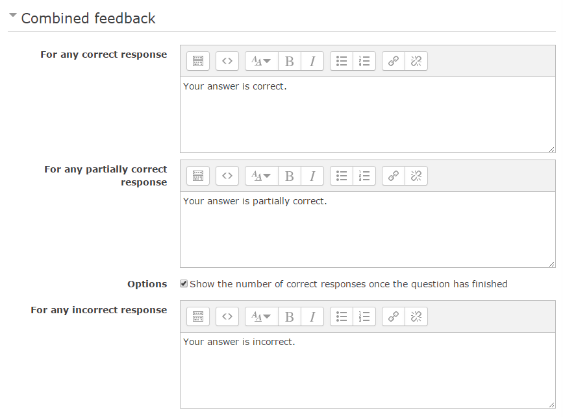 Combined feedback
For any correct response
Your answer is correct.
For any partially correct
response
Your answer is partially correct.
Options
Show the number of correct responses once the question has finished
For any incorrect response
Your answer is incorrect.